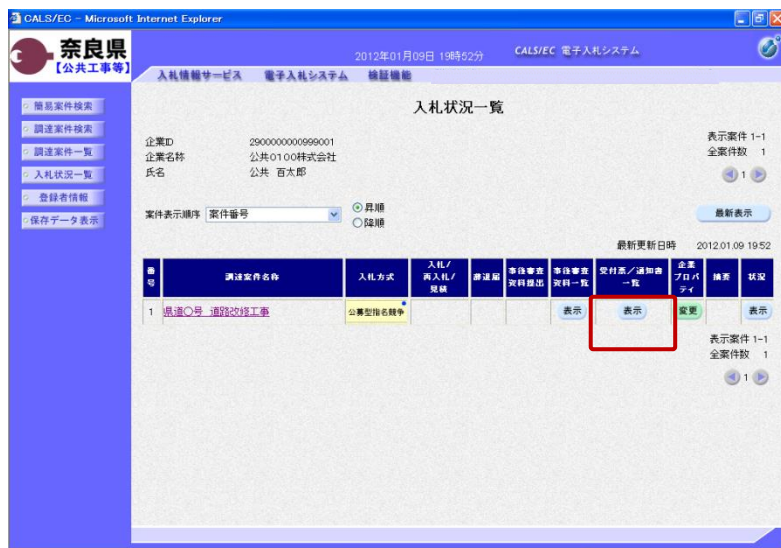 CALS/EC - Microsoft Internet Explorer
奈良県
【公共工事等】
2012年01月09日 19時52分
CALS/EC 電子入札システム
入札情報サービス 電子入札システム 検証機能
簡易案件検索
調達案件検索
調達案件一覧
入札状況一覧
登録者情報
保存データ表示
入札状況一覧
企業ID 2900000000999001
企業名称 公共0100株式会社
氏名 公共 百太郎
表示案件 1-1
全案件数 1
1
案件表示順序 案件番号
昇順
降順
最新表示
最新更新日時 2012.01.09 19:52
番号 調達案件名称 入札方式 入札/再入札/見積 辞退届 事後審査資料提出 事後審査資料一覧 受付票/通知書一覧 企業プロパティ 摘要 状況
1 県道○号 道路改修工事 公募型指名競争 表示 表示 変更 表示
表示案件 1-1
全案件数 1
1